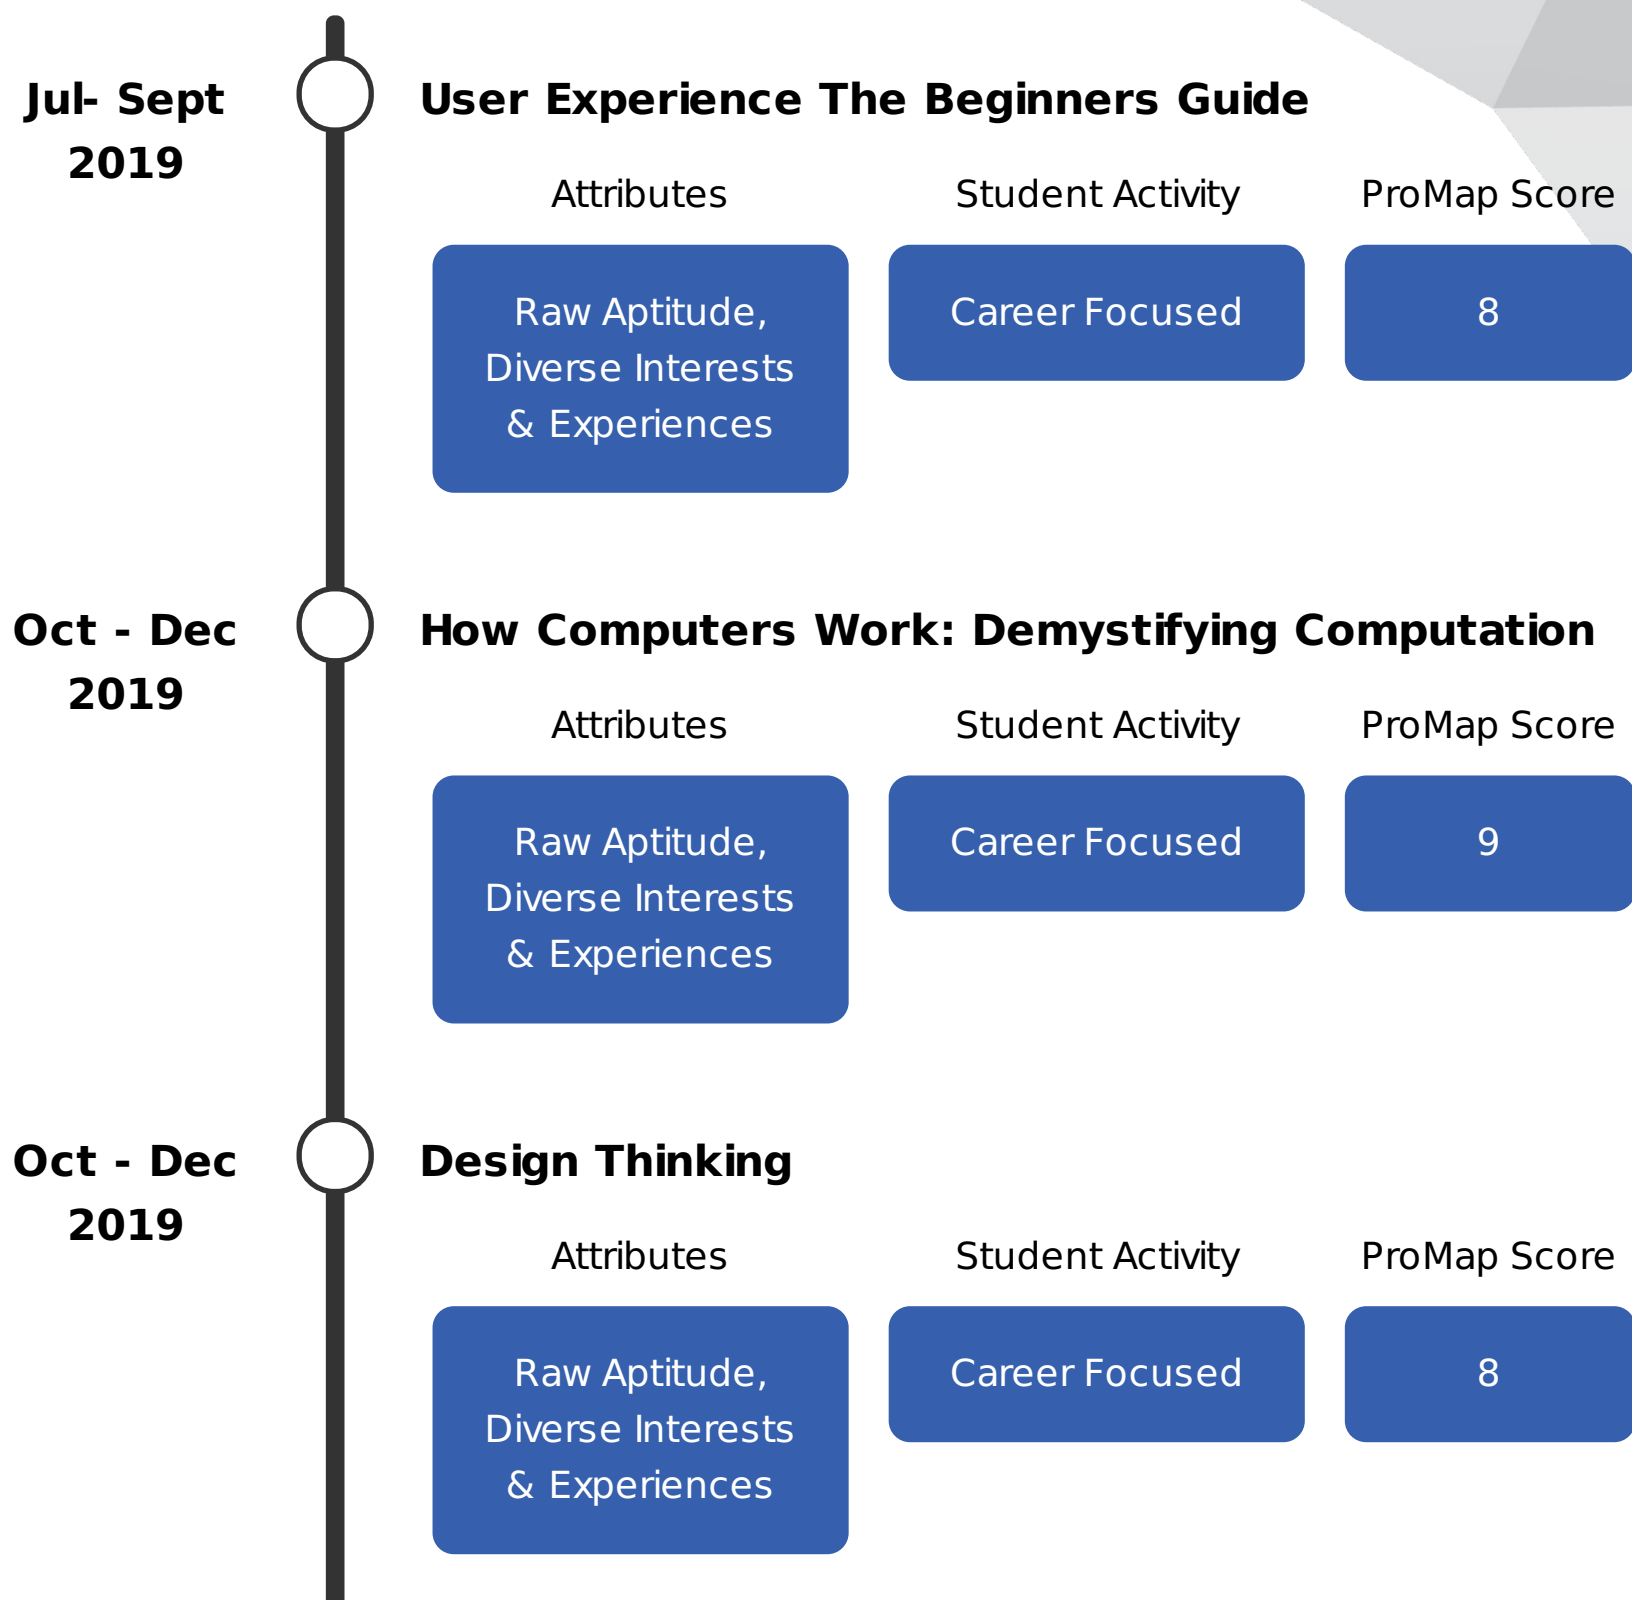 Jul- Sept
2019
User Experience The Beginners Guide
Attributes
Student Activity
ProMap Score
Raw Aptitude,
Diverse Interests
& Experiences
Career Focused
8
Oct - Dec
2019
How Computers Work: Demystifying Computation
Attributes
Student Activity
ProMap Score
Raw Aptitude,
Diverse Interests
& Experiences
Career Focused
9
Oct - Dec
2019
Design Thinking
Attributes
Student Activity
ProMap Score
Raw Aptitude,
Diverse Interests
& Experiences
Career Focused
8